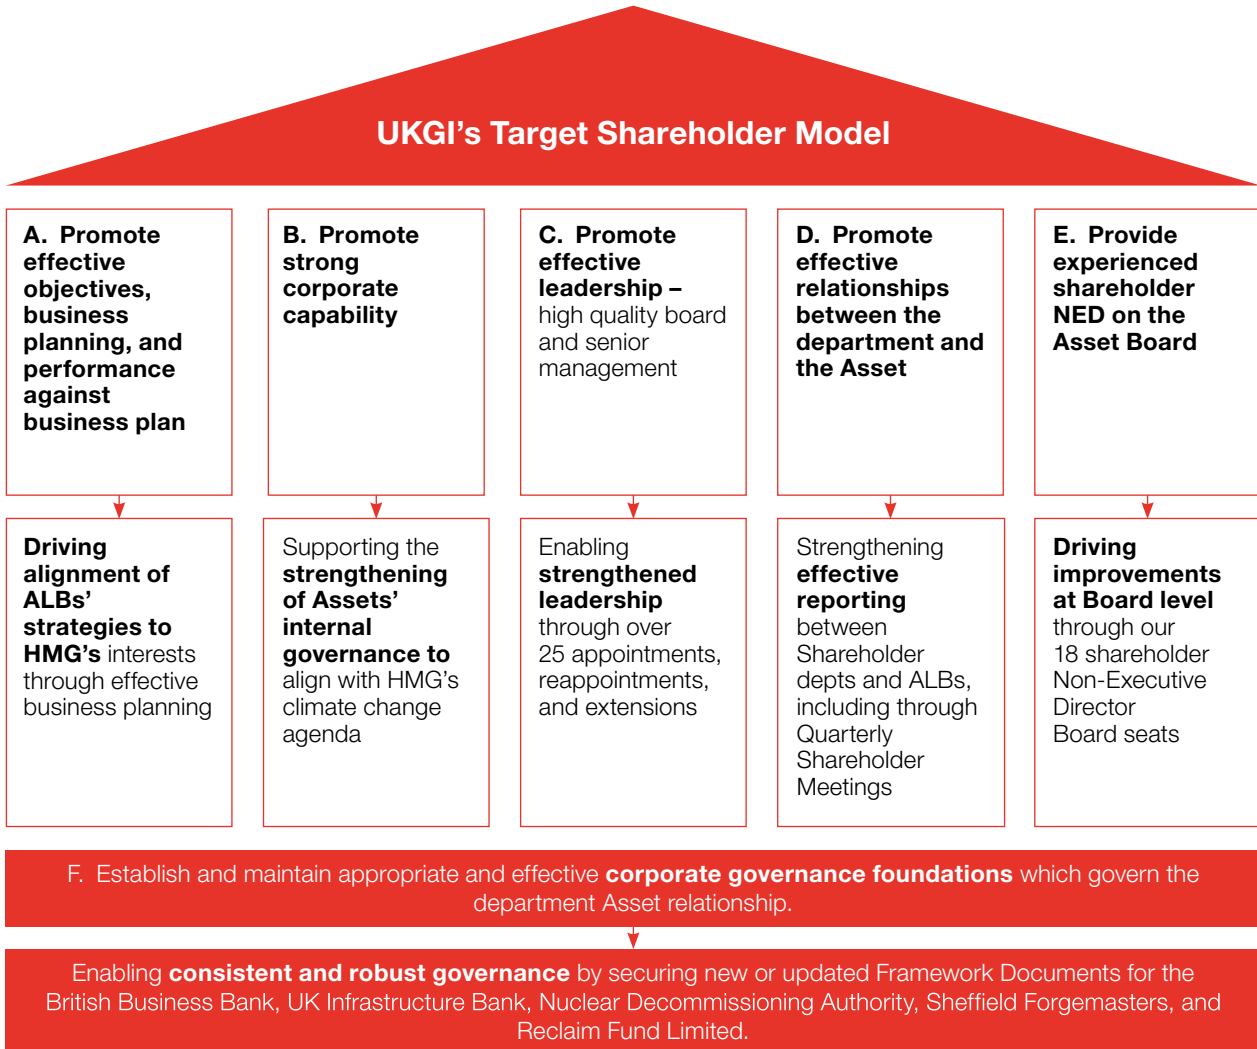 UKGI's Target Shareholder Model
A. Promote
effective
objectives,
business
planning, and
performance
against
business plan
B. Promote
strong
corporate
capability
C. Promote
effective
leadership –
high quality board
and senior
management
D. Promote
effective
relationships
between the
department and
the Asset
E. Provide
experienced
shareholder
NED on the
Asset Board
Driving
alignment of
ALBs'
strategies to
HMG's interests
through effective
business planning
Supporting the
strengthening
of Assets'
internal
governance to
align with HMG's
climate change
agenda
Enabling
strengthened
leadership
through over
25 appointments,
reappointments,
and extensions
Strengthening
effective
reporting
between
Shareholder
depts and ALBs,
including through
Quarterly
Shareholder
Meetings
Driving
improvements
at Board level
through our
18 shareholder
Non-Executive
Director
Board seats
F. Establish and maintain appropriate and effective corporate governance foundations which govern the
department Asset relationship.
Enabling consistent and robust governance by securing new or updated Framework Documents for the
British Business Bank, UK Infrastructure Bank, Nuclear Decommissioning Authority, Sheffield Forgemasters, and
Reclaim Fund Limited.